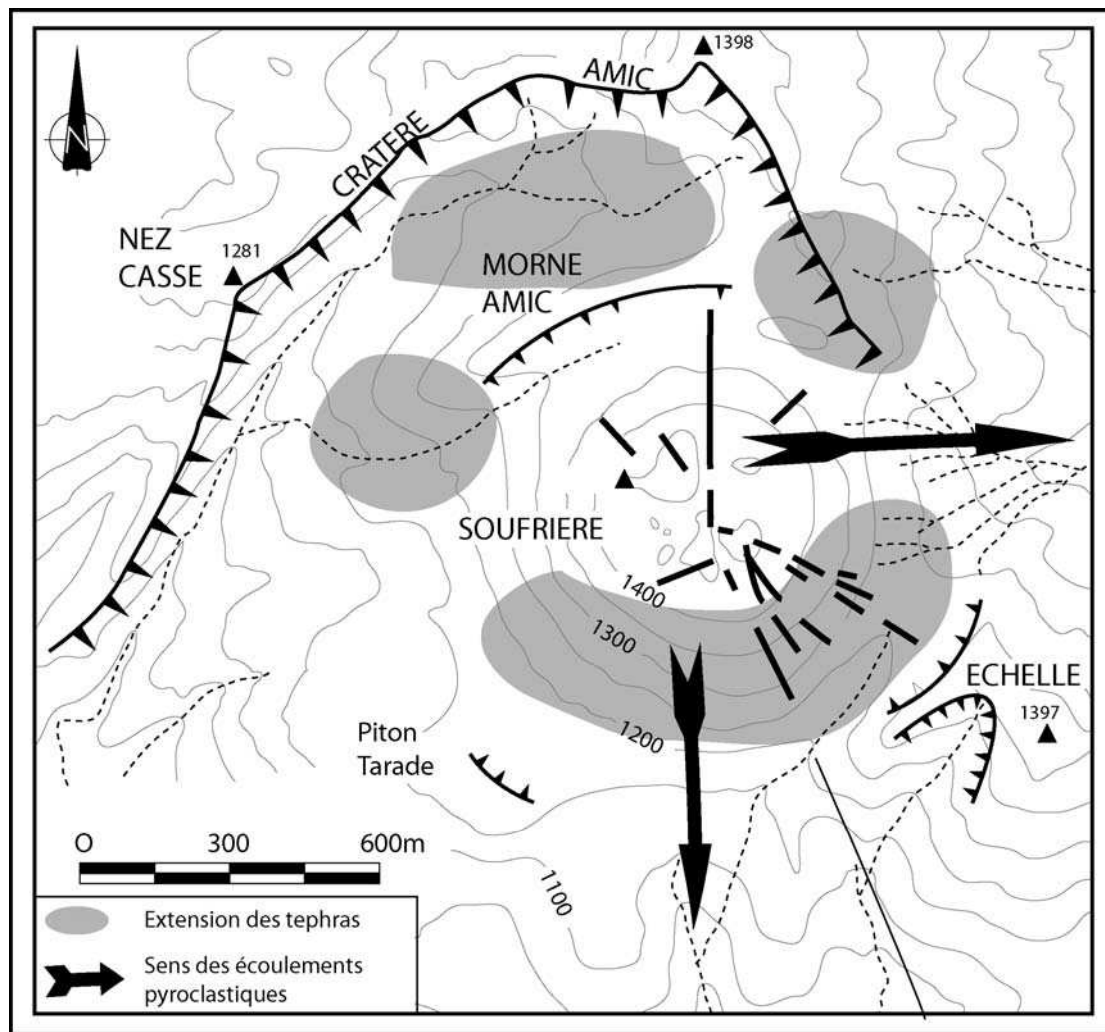 1398
AMIC
CRATERE
N
NEZ
CASSE
1281
MORNE
AMIC
SOUFRIERE
1400
1300
1200
ECHELLE
1397
Piton
Tarade
O 300 600m
1100
Extension des tephras
Sens des écoulements
pyroclastiques